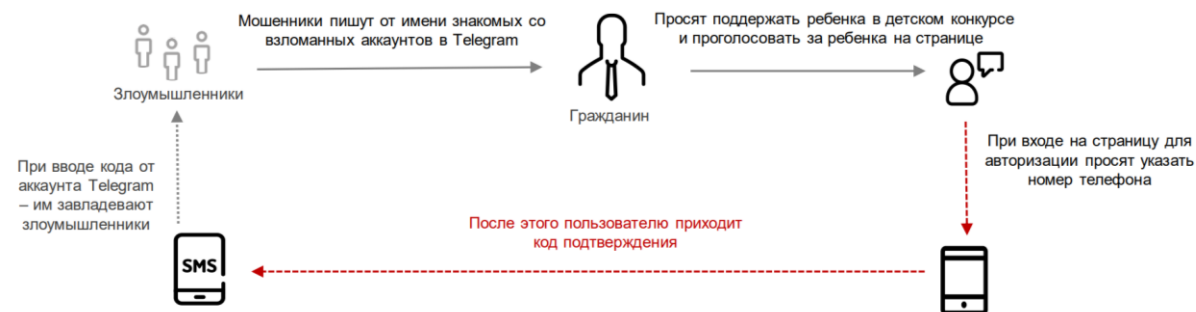 Мошенники пишут от имени знакомых со
взломанных аккаунтов в Telegram
Просят поддержать ребенка в детском конкурсе
и проголосовать за ребенка на странице
Злоумышленники
Гражданин
При входе на страницу для
авторизации просят указать
номер телефона
При вводе кода от
аккаунта Telegram
– им завладевают
злоумышленники
После этого пользователю приходит
код подтверждения
SMS